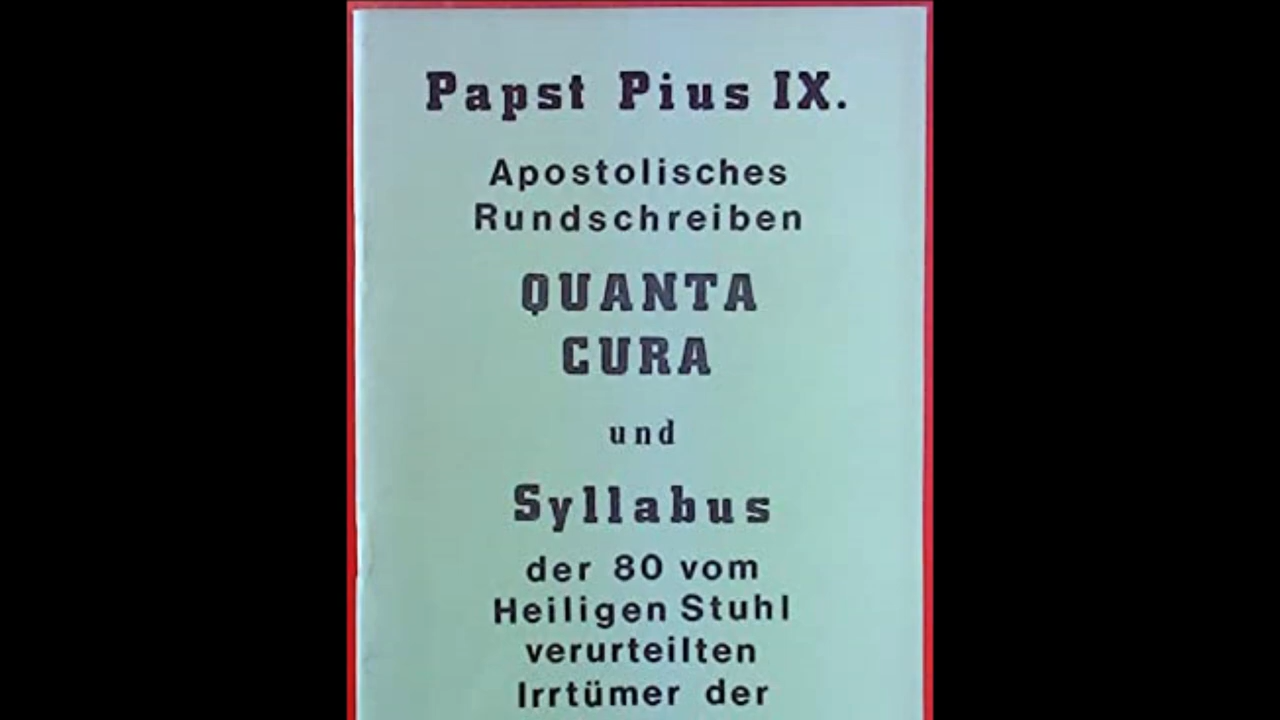 Papst Pius IX.
Apostolisches
Rundschreiben
QUANTA
CURA
und
Syllabus
der 80 vom
Heiligen Stuhl
verurteilten
Irrtümer der